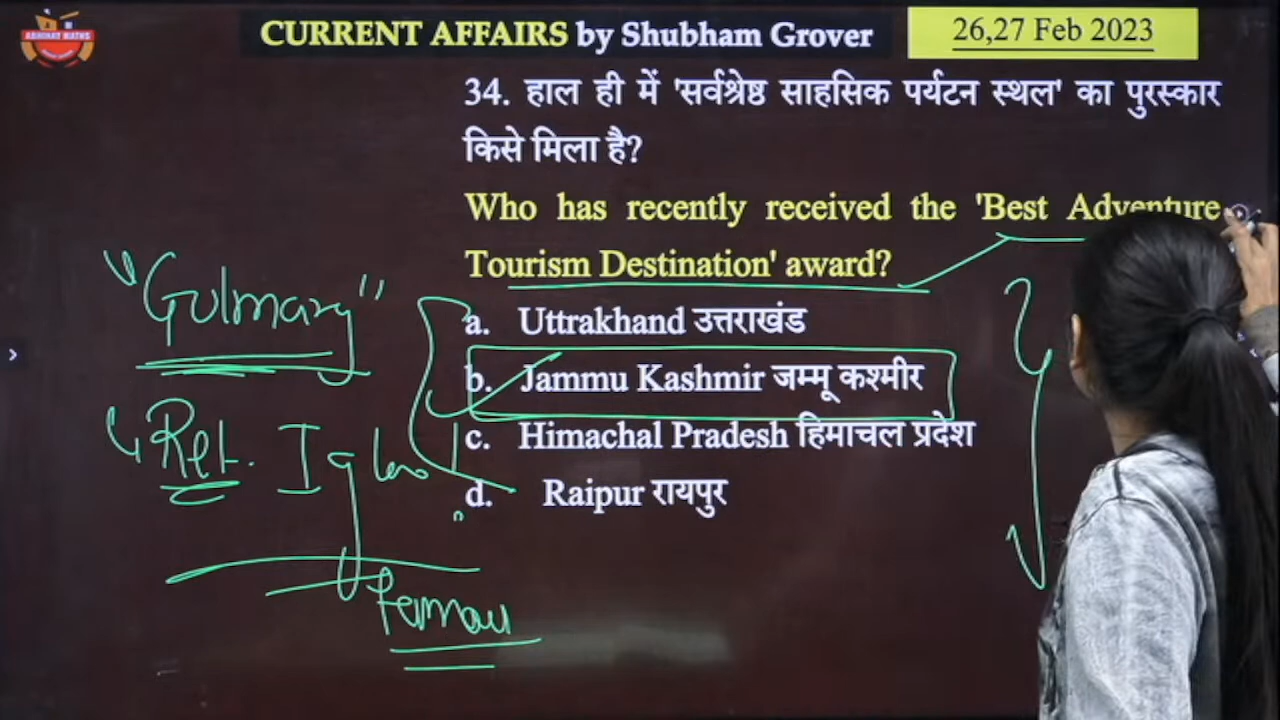 ABHINAY MATHS
CURRENT AFFAIRS by Shubham Grover
26,27 Feb 2023
34. हाल ही में 'सर्वश्रेष्ठ साहसिक पर्यटन स्थल' का पुरस्कार
किसे मिला है?
Who has recently received the 'Best Adventure
Tourism Destination' award?
a. Uttrakhand उत्तराखंड
b. Jammu Kashmir जम्मू कश्मीर
c. Himachal Pradesh हिमाचल प्रदेश
d. Raipur रायपुर
"Gulmarg"